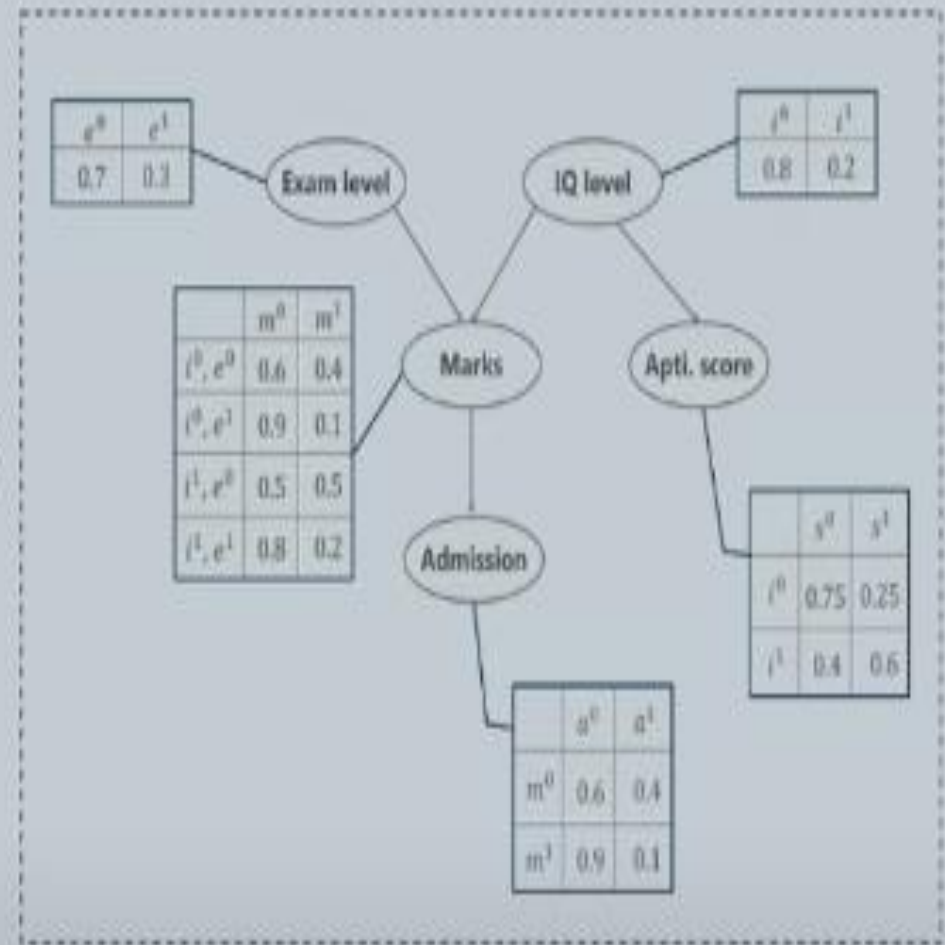 e⁰ e¹
0.7 0.3
Exam level
IQ level
i⁰ i¹
0.8 0.2
m⁰ m¹
i⁰, e⁰ 0.6 0.4
i⁰, e¹ 0.9 0.1
i¹, e⁰ 0.5 0.5
i¹, e¹ 0.8 0.2
Marks
Apti. score
s⁰ s¹
i⁰ 0.75 0.25
i¹ 0.4 0.6
Admission
a⁰ a¹
m⁰ 0.6 0.4
m¹ 0.9 0.1